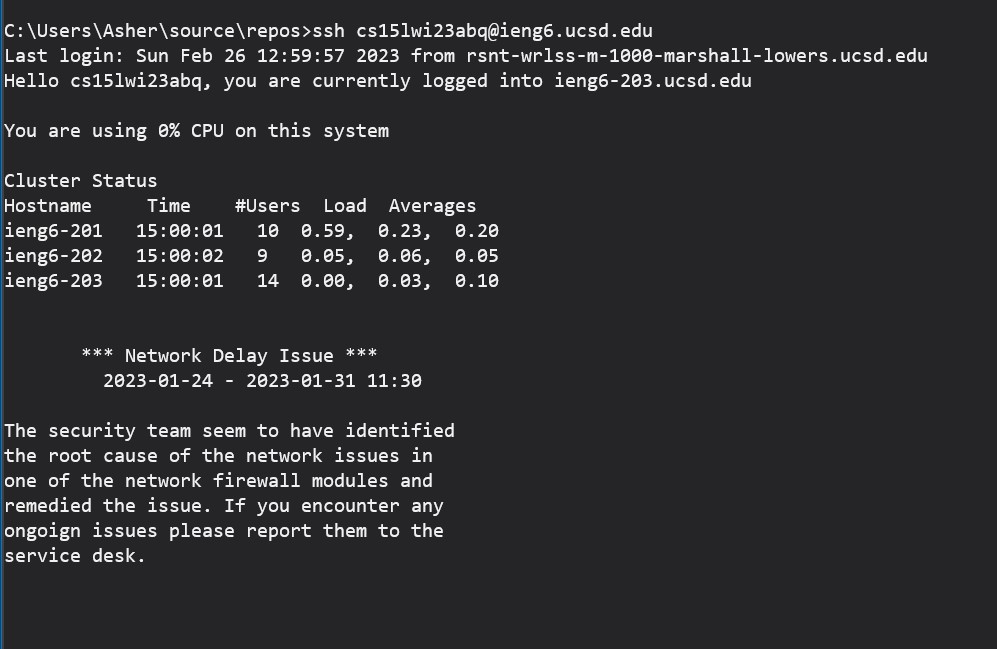 C:\Users\Asher\source\repos>ssh cs15lwi23abq@ieng6.ucsd.edu
Last login: Sun Feb 26 12:59:57 2023 from rsnt-wrlss-m-1000-marshall-lowers.ucsd.edu
Hello cs15lwi23abq, you are currently logged into ieng6-203.ucsd.edu
You are using 0% CPU on this system
Cluster Status
Hostname     Time    #Users  Load  Averages
ieng6-201   15:00:01   10  0.59,  0.23,  0.20
ieng6-202   15:00:02   9   0.05,  0.06,  0.05
ieng6-203   15:00:01   14  0.00,  0.03,  0.10
*** Network Delay Issue ***
2023-01-24 - 2023-01-31 11:30
The security team seem to have identified
the root cause of the network issues in
one of the network firewall modules and
remedied the issue. If you encounter any
ongoign issues please report them to the
service desk.